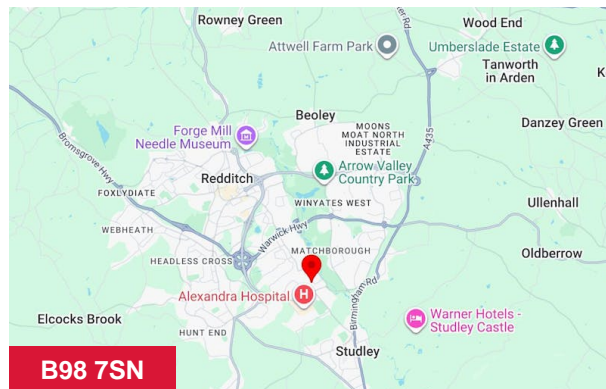 Rowney Green
Wood End
er Rd
Attwell Farm Park
Umberslade Estate
Tanworth
in Arden
K
Beoley
Danzey Green
Forge Mill
Needle Museum
MOONS
MOAT NORTH
INDUSTRIAL
ESTATE
A435
Bromsgrove Hwy
Arrow Valley
Country Park
Redditch
FOXLYDIATE
WINYATES WEST
Ullenhall
WEBHEATH
Warwick Hwy
HEADLESS CROSS
MATCHBOROUGH
Oldberrow
Alexandra Hospital
H
Birmingham Rd
Elcocks Brook
Warner Hotels -
Studley Castle
HUNT END
Studley
B98 7SN